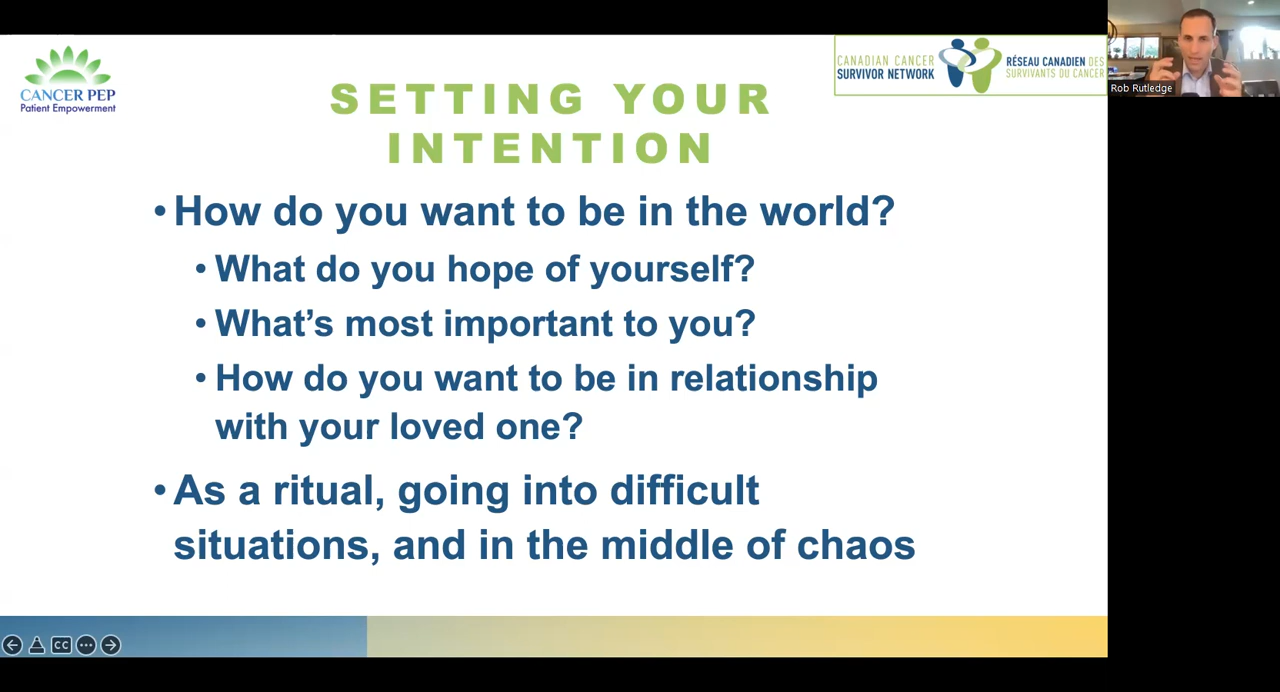 CANCER PEP
Patient Empowerment
SETTING YOUR
INTENTION
CANADIAN CANCER
SURVIVOR NETWORK
RÉSEAU CANADIEN DES
SURVIVANTS DU CANCER
Rob Rutledge
• How do you want to be in the world?
• What do you hope of yourself?
• What’s most important to you?
• How do you want to be in relationship
with your loved one?
• As a ritual, going into difficult
situations, and in the middle of chaos
CC